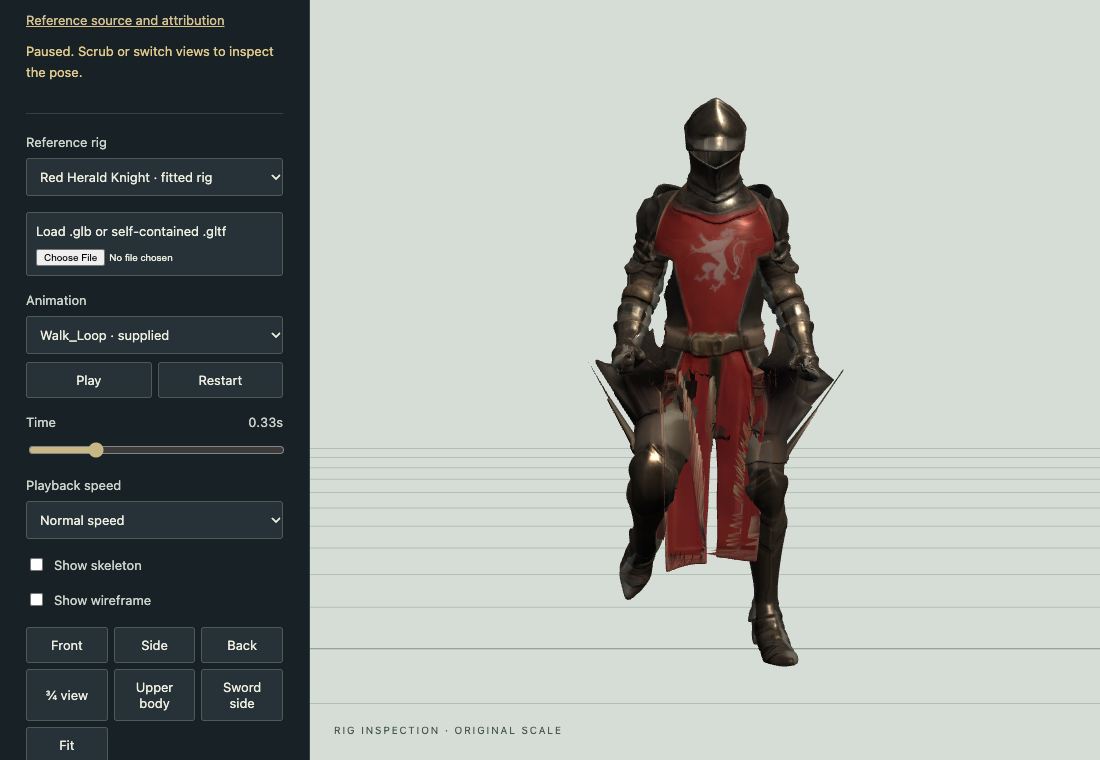 Reference source and attribution
Paused. Scrub or switch views to inspect
the pose.
Reference rig
Red Herald Knight · fitted rig
Load .glb or self-contained .gltf
Choose File No file chosen
Animation
Walk_Loop · supplied
Play Restart
Time 0.33s
Playback speed
Normal speed
Show skeleton
Show wireframe
Front Side Back
¾ view Upper body Sword side
Fit
RIG INSPECTION · ORIGINAL SCALE